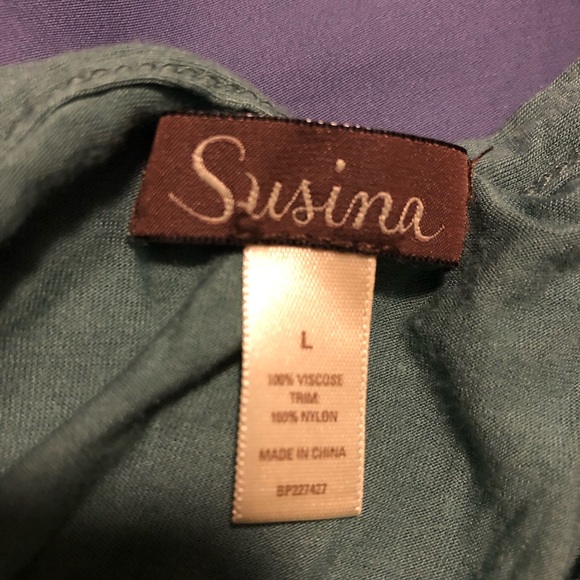 Susina
L
100% VISCOSE
TRIM:
100% NYLON
MADE IN CHINA
BP227427